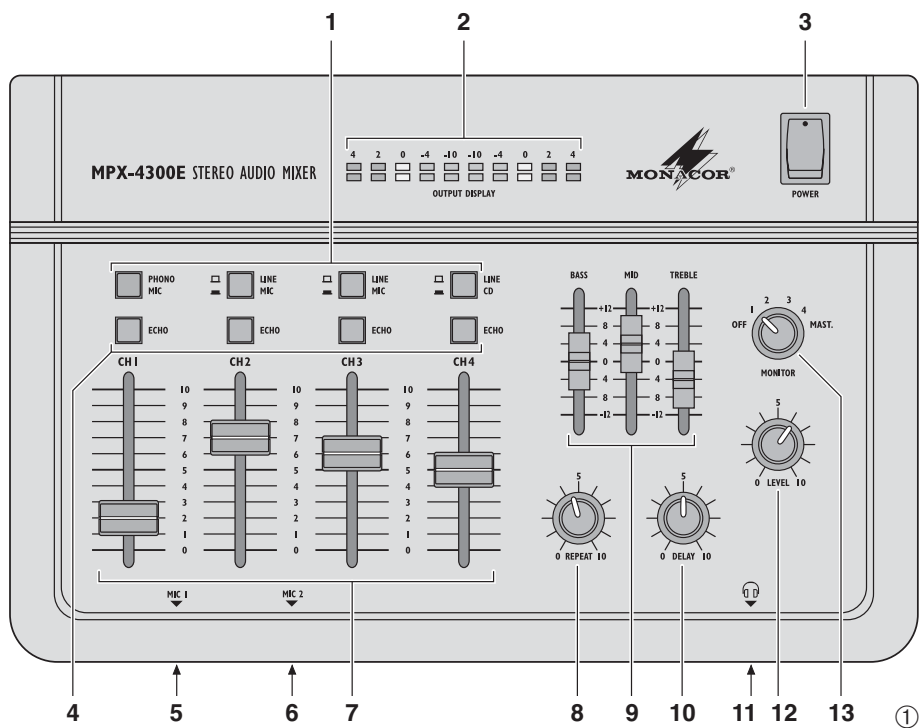 1 2 3
4 2 0 -4 -10 -10 -4 0 2 4
MPX-4300E STEREO AUDIO MIXER
OUTPUT DISPLAY
MONACOR®
POWER
PHONO LINE LINE LINE
MIC MIC MIC CD
ECHO ECHO ECHO ECHO
CH1 CH2 CH3 CH4
10 10 10
9 9 9
8 8 8
7 7 7
6 6 6
5 5 5
4 4 4
3 3 3
2 2 2
1 1 1
0 0 0
BASS MID TREBLE
+12 +12
8 8
4 4
0 0
4 4
8 8
-12 -12
OFF 1 2 3 4 MAST.
MONITOR
5
0 LEVEL 10
5 5
0 REPEAT 10 0 DELAY 10
MIC 1 MIC 2
4 5 6 7 8 9 10 11 12 13
①